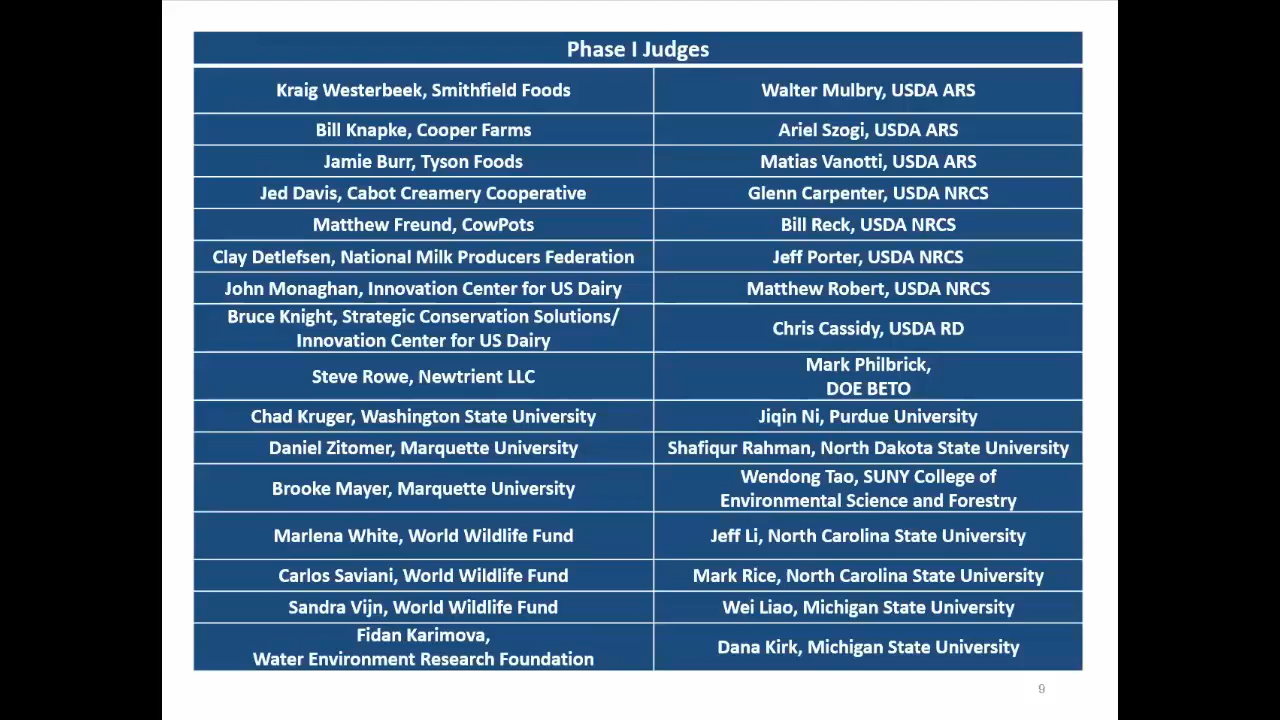 Phase I Judges
Kraig Westerbeek, Smithfield Foods
Walter Mulbry, USDA ARS
Bill Knapke, Cooper Farms
Ariel Szogi, USDA ARS
Jamie Burr, Tyson Foods
Matias Vanotti, USDA ARS
Jed Davis, Cabot Creamery Cooperative
Glenn Carpenter, USDA NRCS
Matthew Freund, CowPots
Bill Reck, USDA NRCS
Clay Detlefsen, National Milk Producers Federation
Jeff Porter, USDA NRCS
John Monaghan, Innovation Center for US Dairy
Matthew Robert, USDA NRCS
Bruce Knight, Strategic Conservation Solutions/
Innovation Center for US Dairy
Chris Cassidy, USDA RD
Steve Rowe, Newtrient LLC
Mark Philbrick,
DOE BETO
Chad Kruger, Washington State University
Jiqin Ni, Purdue University
Daniel Zitomer, Marquette University
Shafiqur Rahman, North Dakota State University
Brooke Mayer, Marquette University
Wendong Tao, SUNY College of
Environmental Science and Forestry
Marlena White, World Wildlife Fund
Jeff Li, North Carolina State University
Carlos Saviani, World Wildlife Fund
Mark Rice, North Carolina State University
Sandra Vijn, World Wildlife Fund
Wei Liao, Michigan State University
Fidan Karimova,
Water Environment Research Foundation
Dana Kirk, Michigan State University
9